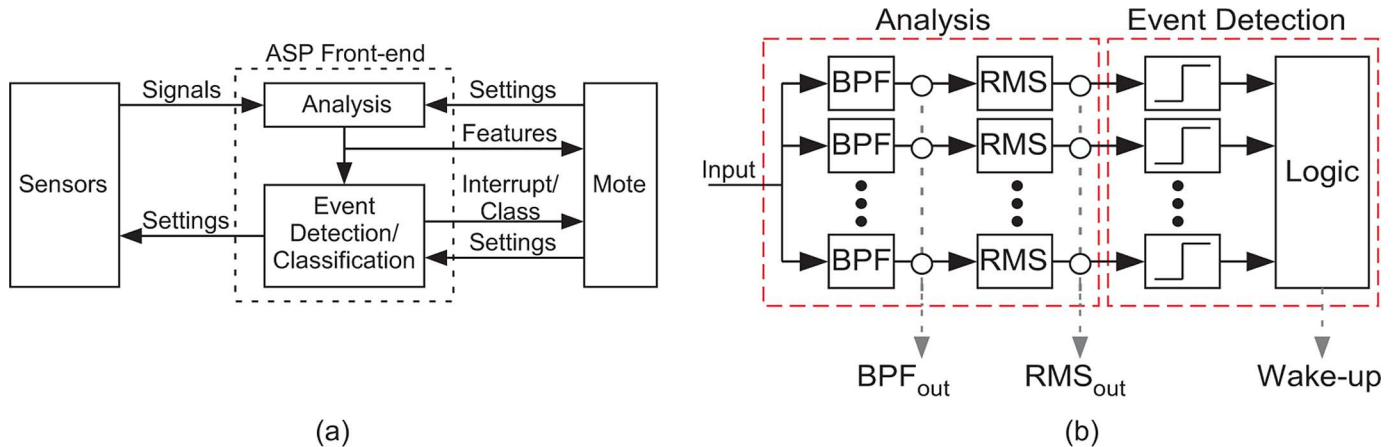 ASP Front-end
Sensors
Signals
Settings
Analysis
Event
Detection/
Classification
Settings
Features
Interrupt/
Class
Settings
Mote
(a)
Analysis
Event Detection
Input
BPF
RMS
BPF
RMS
BPF
RMS
Logic
BPFout
RMSout
Wake-up
(b)